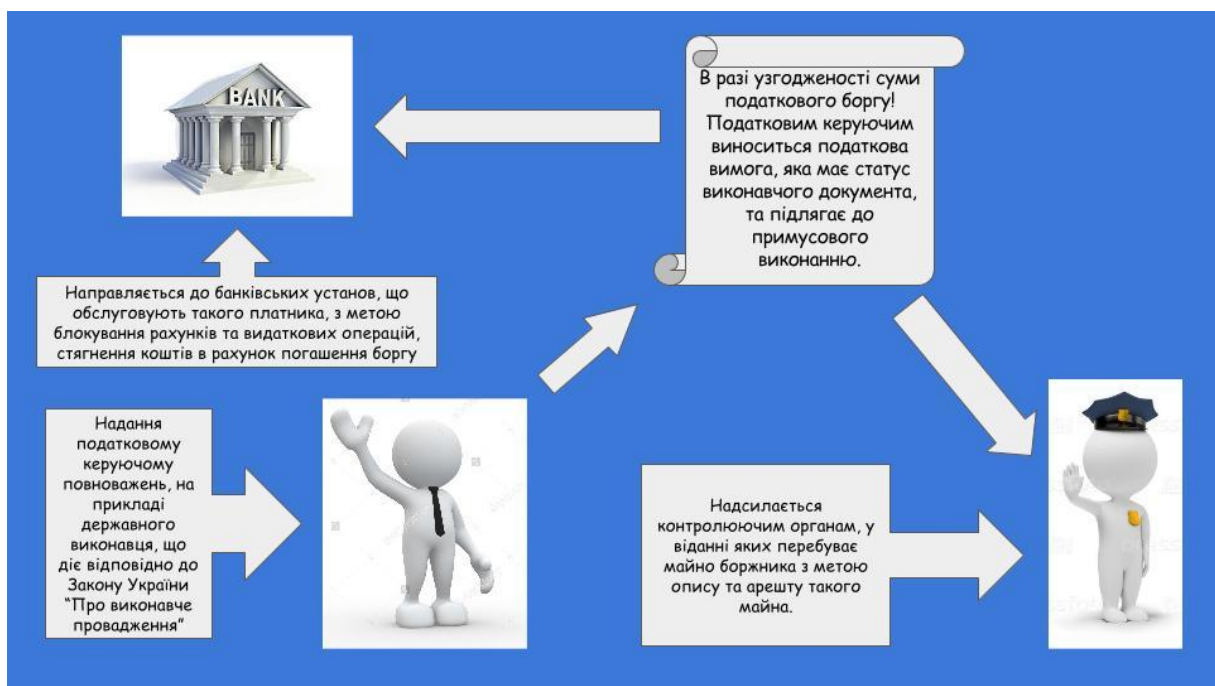 BANK
В разі узгодженості суми
податкового боргу!
Податковим керуючим
виноситься податкова
вимога, яка має статус
виконавчого документа,
та підлягає до
примусового
виконанню.
Направляється до банківських установ, що
обслуговують такого платника, з метою
блокування рахунків та видаткових операцій,
стягнення коштів в рахунок погашення боргу
Надання
податковому
керуючому
повноважень, на
прикладі
державного
виконавця, що
діє відповідно до
Закону України
“Про виконавче
провадження”
Надсилається
контролюючим органам, у
віданні яких перебуває
майно боржника з метою
опису та арешту такого
майна.